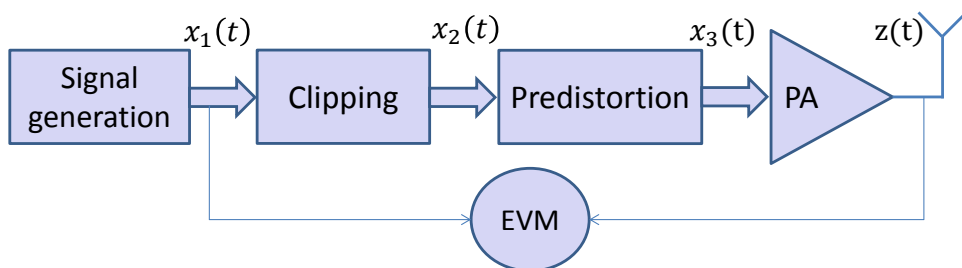 x₁(t)
x₂(t)
x₃(t)
z(t)
Signal
generation
Clipping
Predistortion
PA
EVM